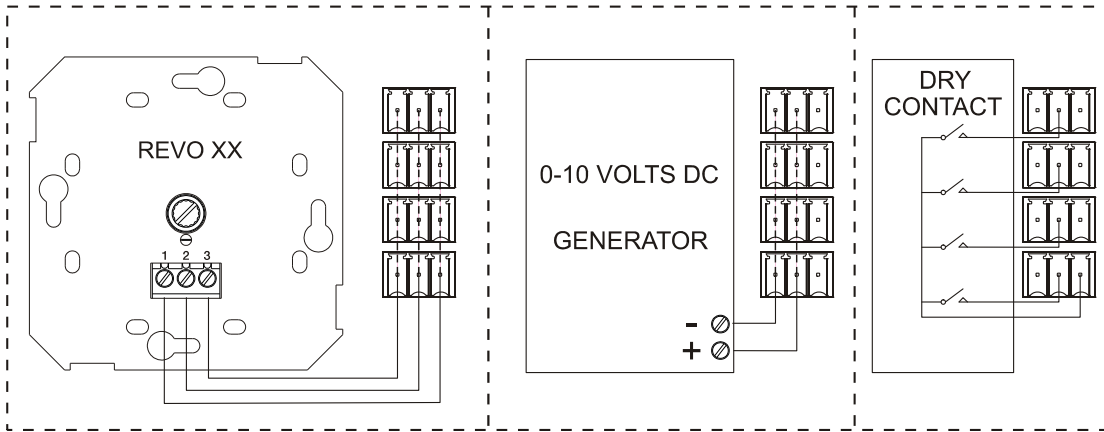 REVO XX
1 2 3
0-10 VOLTS DC
GENERATOR
-
+
DRY
CONTACT